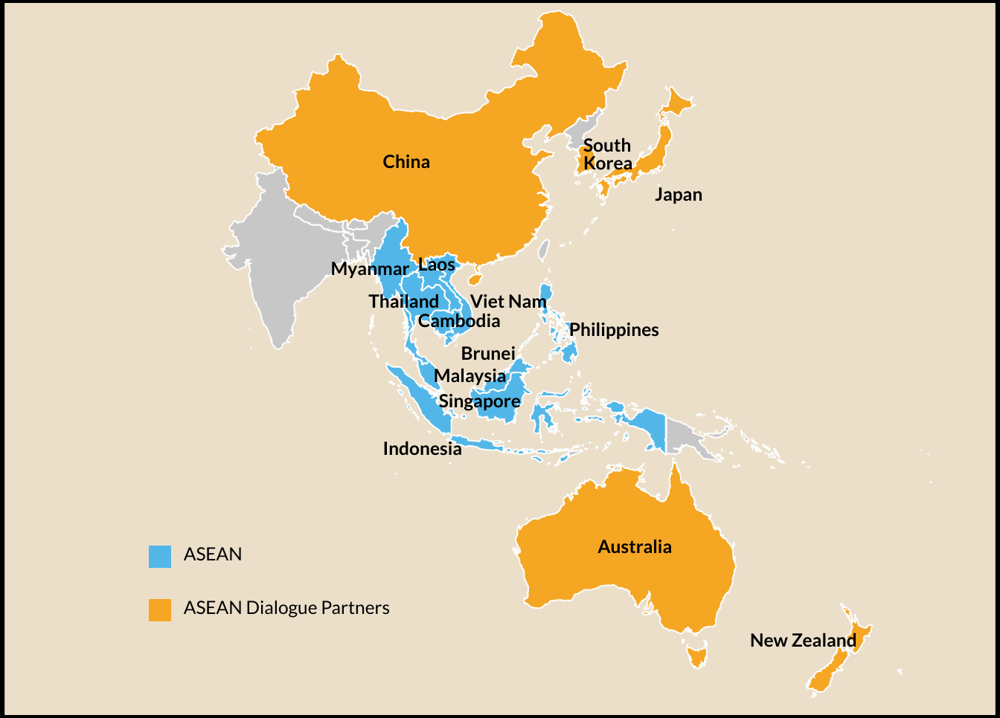 South
Korea
China
Japan
Myanmar
Laos
Thailand
Viet Nam
Cambodia
Philippines
Brunei
Malaysia
Singapore
Indonesia
Australia
ASEAN
ASEAN Dialogue Partners
New Zealand